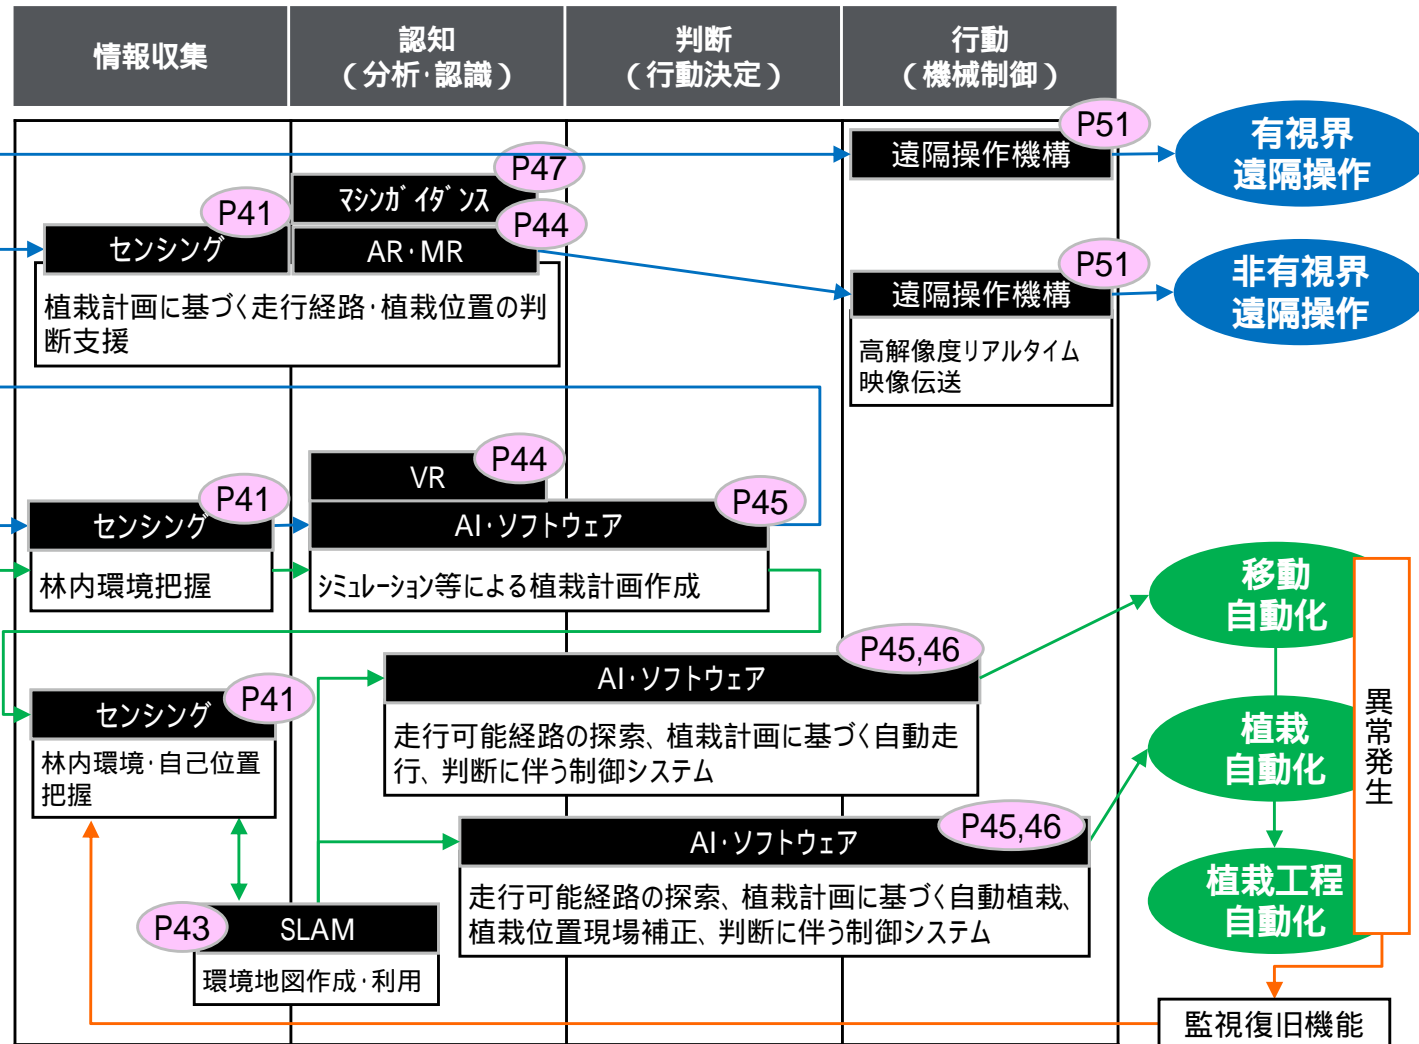 情報収集
認知
（分析・認識）
判断
（行動決定）
行動
（機械制御）
P51
遠隔操作機構
有視界
遠隔操作
P47
マシンガイダンス
P41
P44
センシング
AR・MR
植栽計画に基づく走行経路・植栽位置の判
断支援
P51
遠隔操作機構
高解像度リアルタイム
映像伝送
非有視界
遠隔操作
P44
VR
P41
P45
センシング
AI・ソフトウェア
林内環境把握
シミュレーション等による植栽計画作成
移動
自動化
P45,46
AI・ソフトウェア
走行可能経路の探索、植栽計画に基づく自動走
行、判断に伴う制御システム
P41
センシング
林内環境・自己位置
把握
植栽
自動化
異常発生
P45,46
AI・ソフトウェア
走行可能経路の探索、植栽計画に基づく自動植栽、
植栽位置現場補正、判断に伴う制御システム
植栽工程
自動化
P43
SLAM
環境地図作成・利用
監視復旧機能